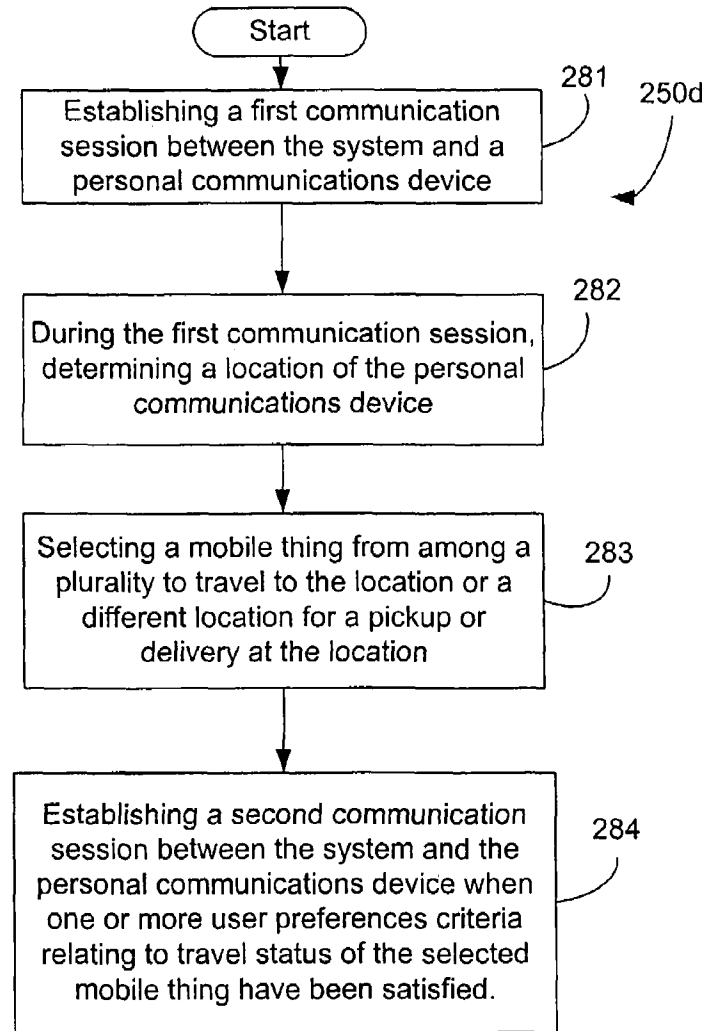 Start
281
250d
Establishing a first communication
session between the system and a
personal communications device
282
During the first communication session,
determining a location of the personal
communications device
283
Selecting a mobile thing from among a
plurality to travel to the location or a
different location for a pickup or
delivery at the location
284
Establishing a second communication
session between the system and the
personal communications device when
one or more user preferences criteria
relating to travel status of the selected
mobile thing have been satisfied.